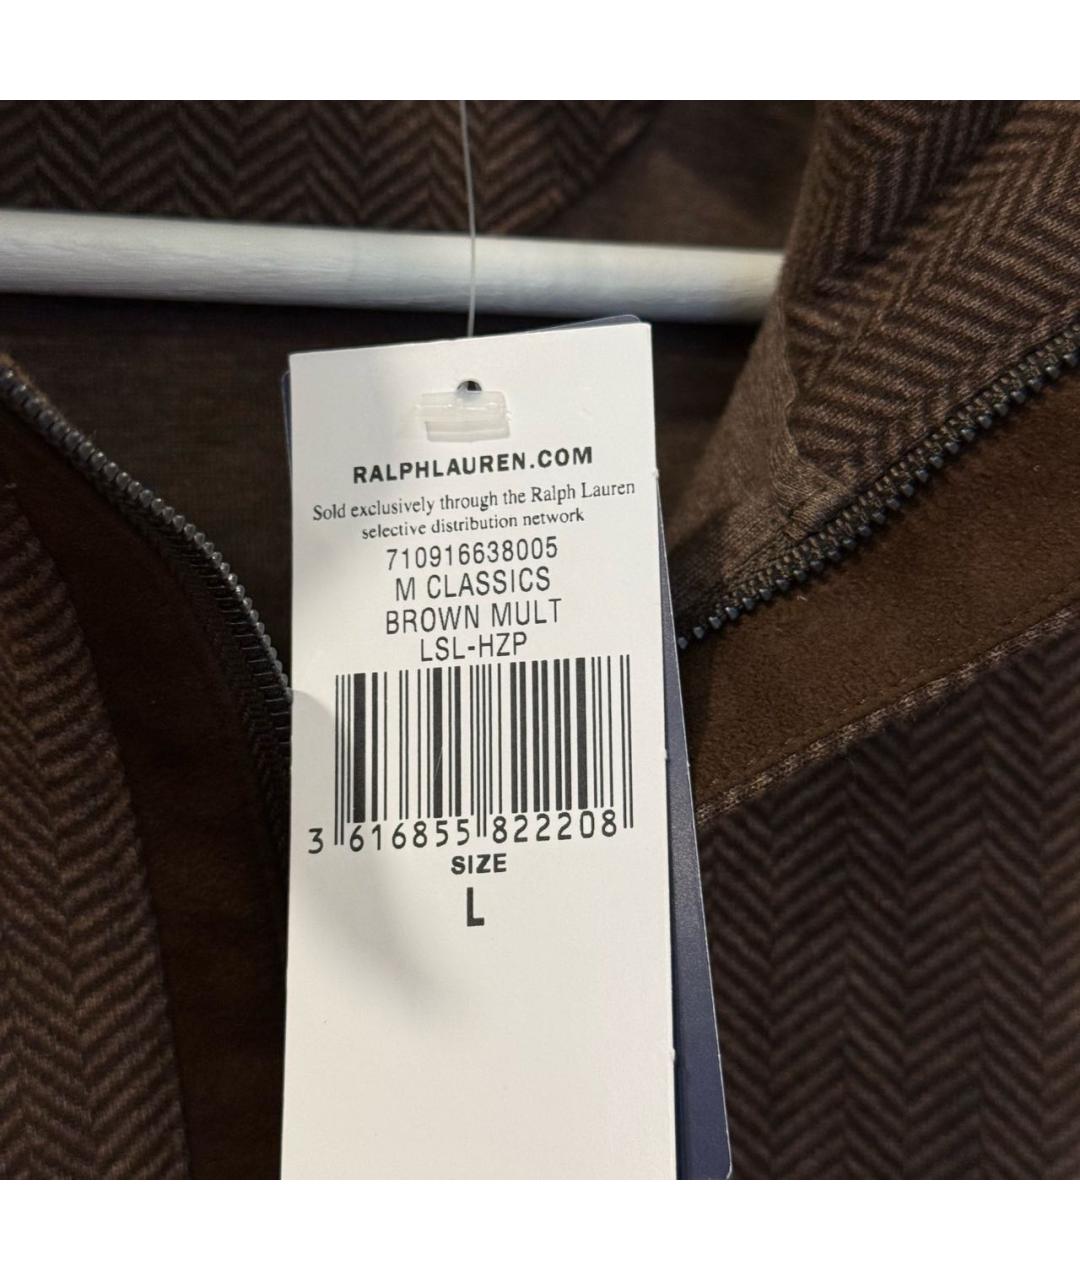 RALPHLAUREN.COM
Sold exclusively through the Ralph Lauren
selective distribution network
710916638005
M CLASSICS
BROWN MULT
LSL-HZP
3 616855 822208
SIZE
L